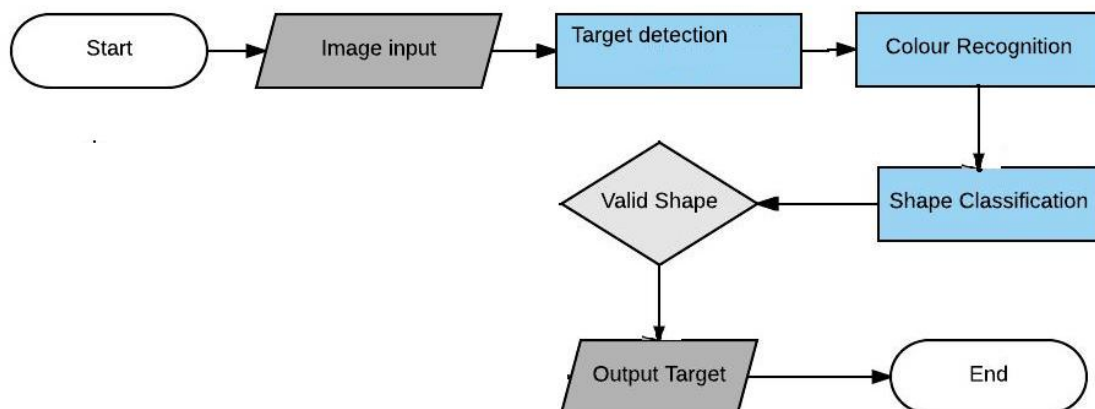 Start
Image input
Target detection
Colour Recognition
Valid Shape
Shape Classification
Output Target
End